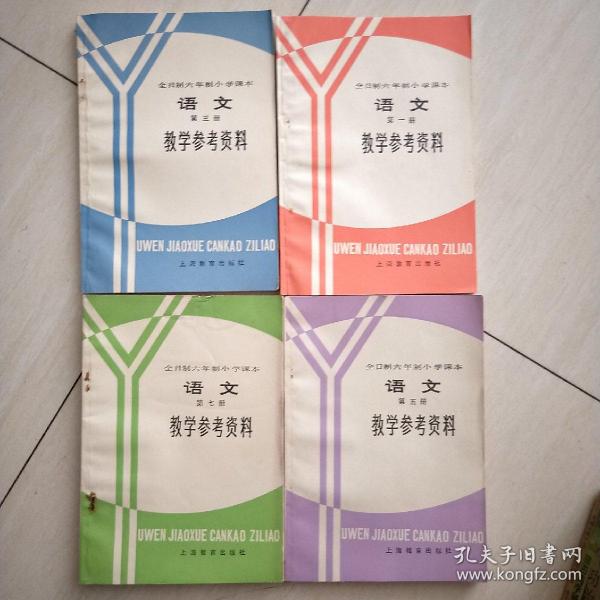 全日制六年制小学课本
语文
第三册
教学参考资料
UWEN JIAOXUE CANKAO ZILIAO
上海教育出版社
全日制六年制小学课本
语文
第一册
教学参考资料
UWEN JIAOXUE CANKAO ZILIAO
上海教育出版社
全日制六年制小学课本
语文
第七册
教学参考资料
UWEN JIAOXUE CANKAO ZILIAO
上海教育出版社
全日制六年制小学课本
语文
第五册
教学参考资料
UWEN JIAOXUE CANKAO ZILIAO
上海教育出版社
孔夫子旧书网
www.kongfz.com